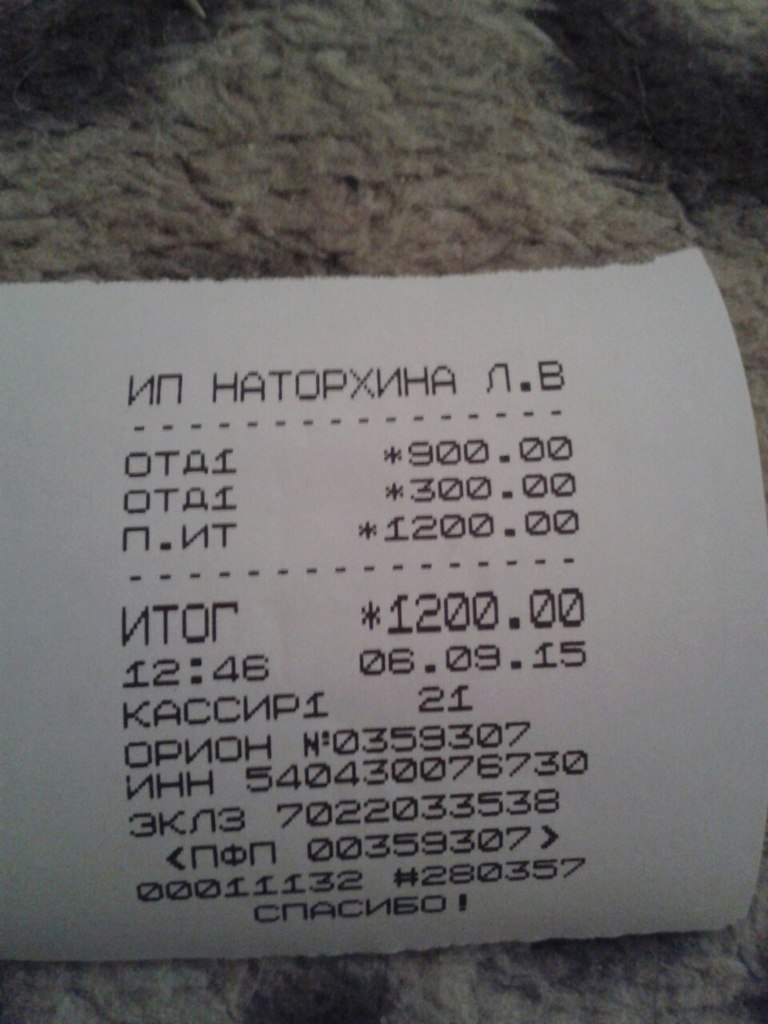 ИП НАТОРХИНА Л.В
- - - - - - - - - - - - - - - -
ОТД1 *900.00
ОТД1 *300.00
П.ИТ *1200.00
- - - - - - - - - - - - - - - -
ИТОГ *1200.00
12:46 06.09.15
КАССИР1 21
ОРИОН №0359307
ИНН 540430076730
ЭКЛЗ 7022033538
<ПФП 00359307>
00011132 #280357
СПАСИБО!